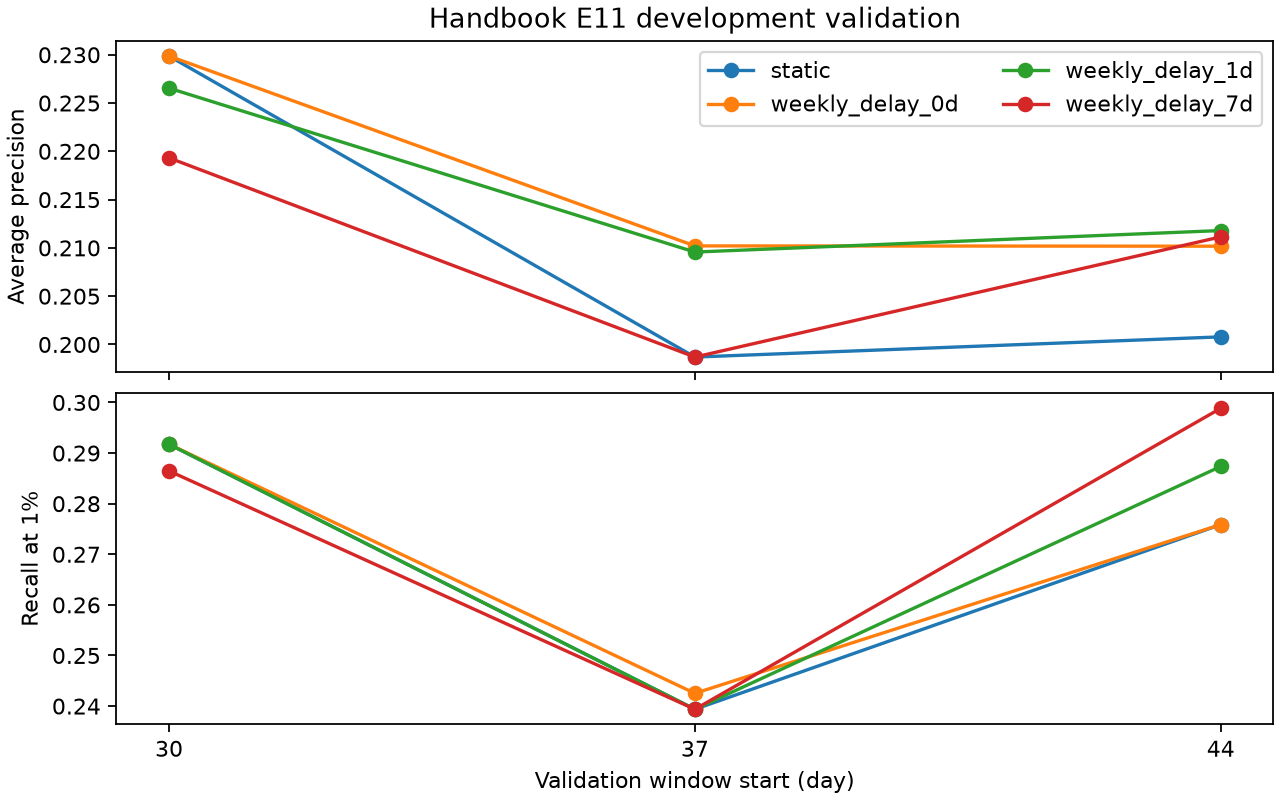 Handbook E11 development validation
Average precision
0.230
0.225
0.220
0.215
0.210
0.205
0.200
static
weekly_delay_0d
weekly_delay_1d
weekly_delay_7d
Recall at 1%
0.30
0.29
0.28
0.27
0.26
0.25
0.24
30 37 44
Validation window start (day)